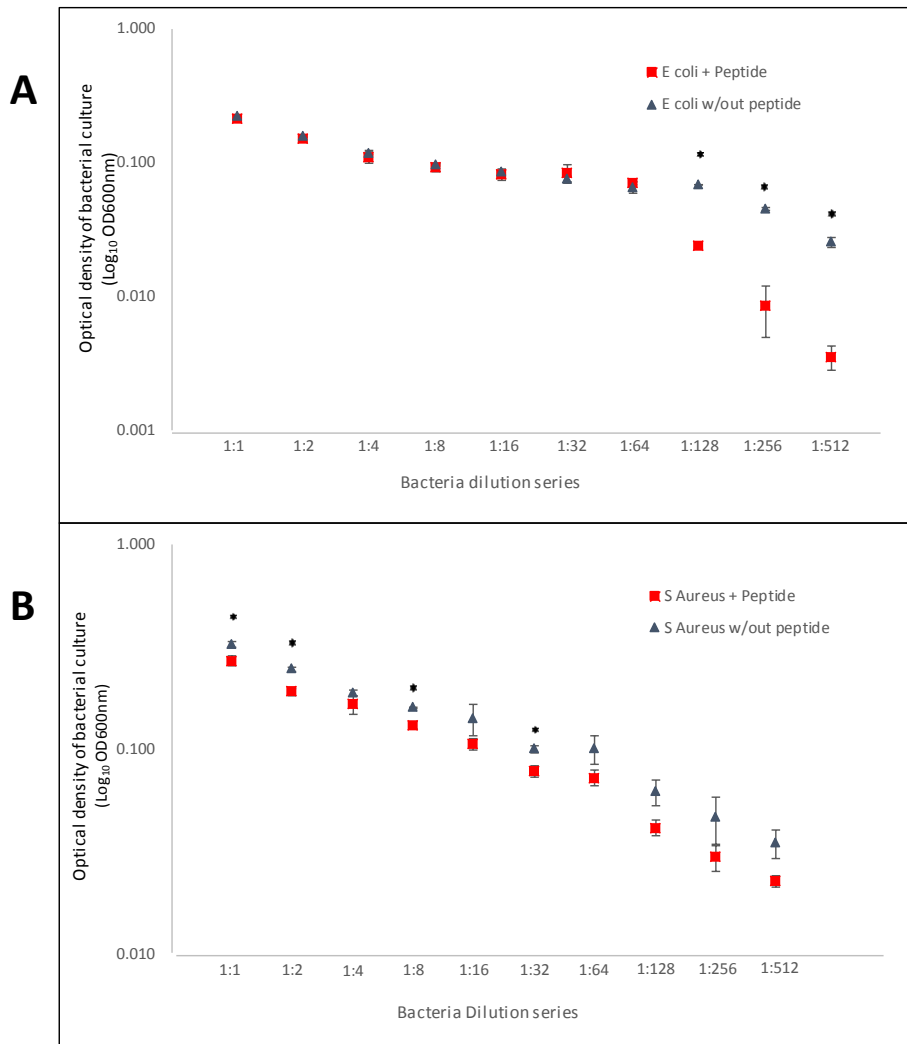 A
1.000
0.100
0.010
0.001
Optical density of bacterial culture
(Log₁₀ OD600nm)
E coli + Peptide
E coli w/out peptide
*
*
*
1:1 1:2 1:4 1:8 1:16 1:32 1:64 1:128 1:256 1:512
Bacteria dilution series
B
1.000
0.100
0.010
Optical density of bacterial culture
(Log₁₀ OD600nm)
S Aureus + Peptide
S Aureus w/out peptide
*
*
*
*
1:1 1:2 1:4 1:8 1:16 1:32 1:64 1:128 1:256 1:512
Bacteria Dilution series